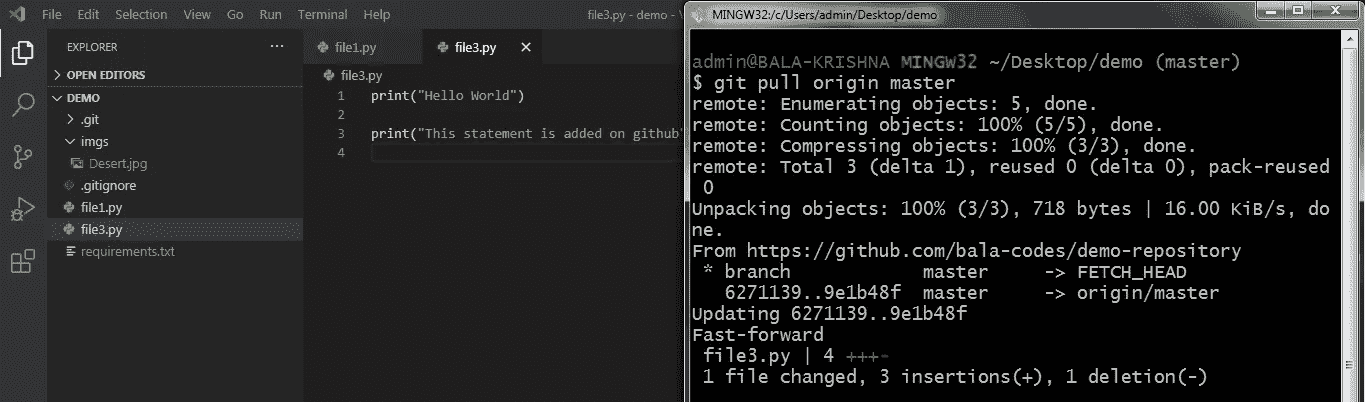 File Edit Selection View Go Run Terminal Help
file3.py - demo -
EXPLORER
OPEN EDITORS
DEMO
.git
imgs
Desert.jpg
.gitignore
file1.py
file3.py
requirements.txt
file1.py
file3.py
file3.py
1 print("Hello World")
2
3 print("This statement is added on github"
4
MINGW32:/c/Users/admin/Desktop/demo
admin@BALA-KRISHNA MINGW32 ~/Desktop/demo (master)
$ git pull origin master
remote: Enumerating objects: 5, done.
remote: Counting objects: 100% (5/5), done.
remote: Compressing objects: 100% (3/3), done.
remote: Total 3 (delta 1), reused 0 (delta 0), pack-reused
0
Unpacking objects: 100% (3/3), 718 bytes | 16.00 KiB/s, do
ne.
From https://github.com/bala-codes/demo-repository
* branch master -> FETCH_HEAD
6271139..9e1b48f master -> origin/master
Updating 6271139..9e1b48f
Fast-forward
file3.py | 4 +++-
1 file changed, 3 insertions(+), 1 deletion(-)